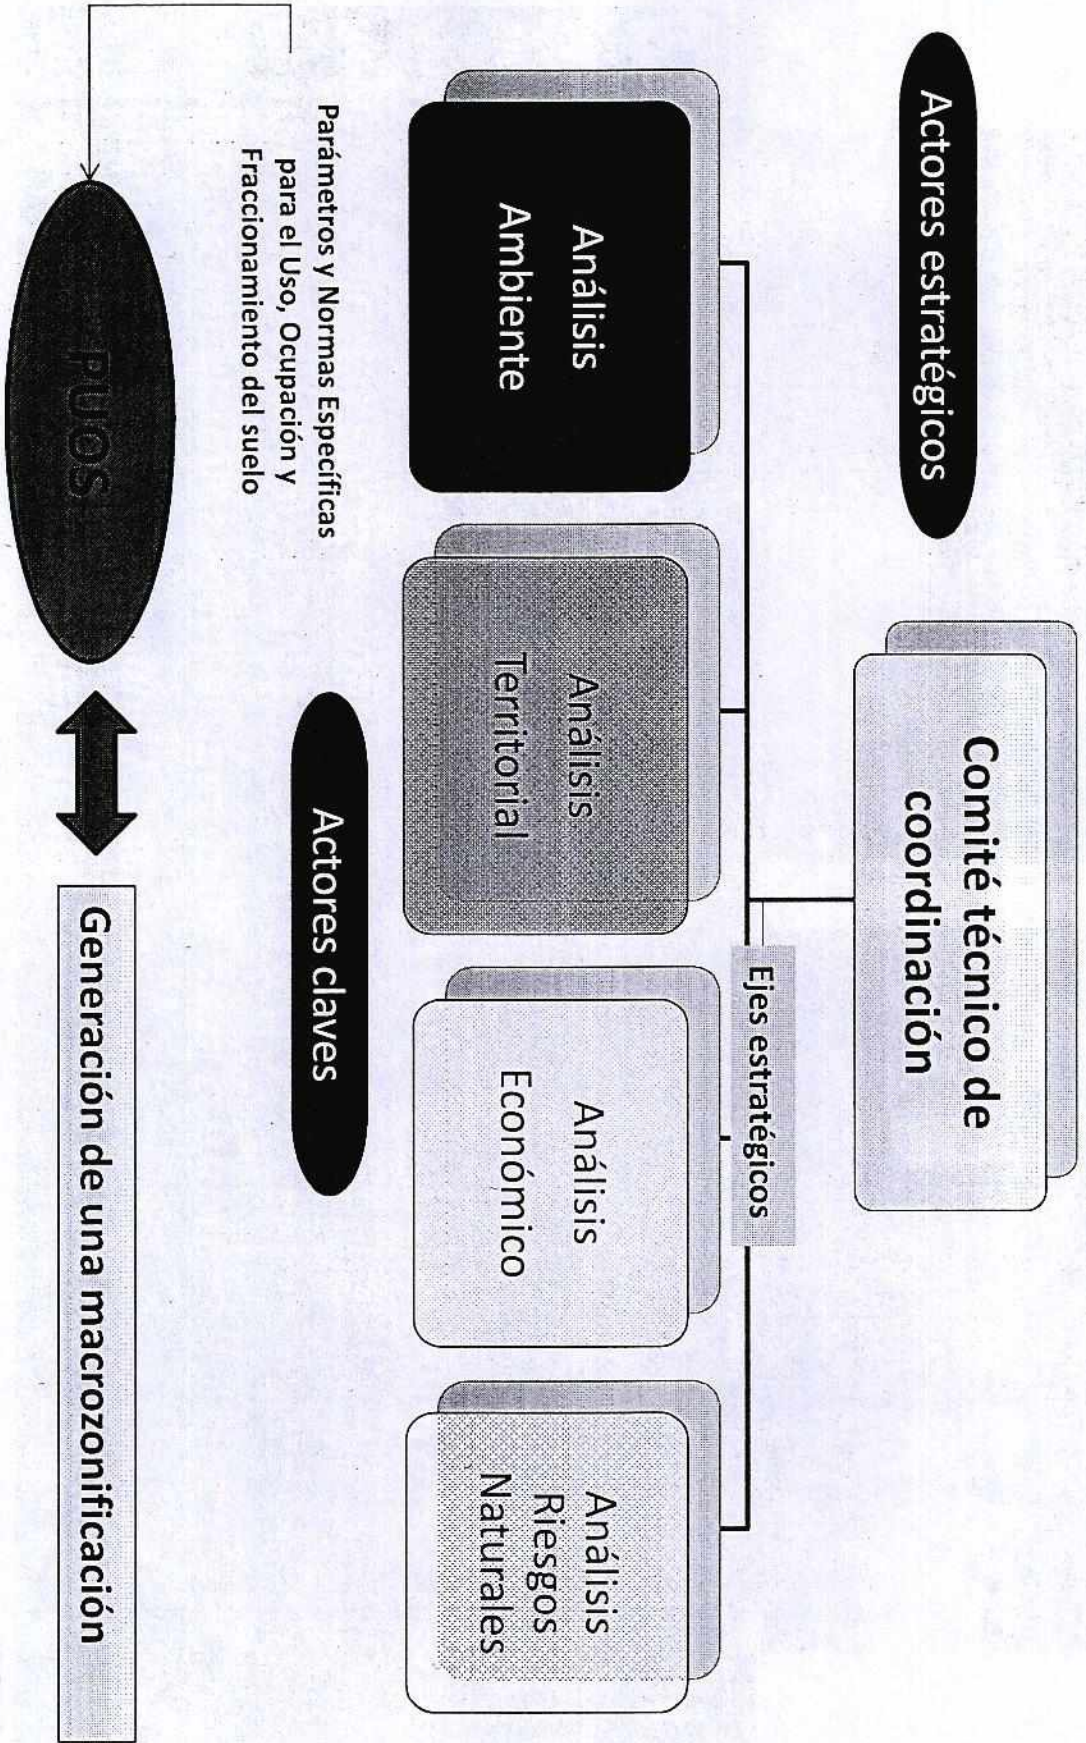 Actores estratégicos
Comité técnico de
coordinación
Ejes estratégicos
Análisis
Ambiente
Análisis
Territorial
Análisis
Económico
Análisis
Riesgos
Naturales
Parámetros y Normas Específicas
para el Uso, Ocupación y
Fraccionamiento del suelo
Actores claves
PUOS
Generación de una macrozonificación